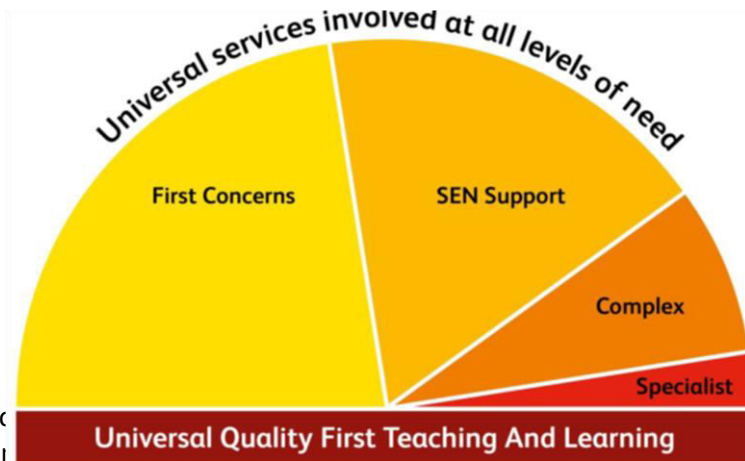 Universal services involved at all levels of need
First Concerns
SEN Support
Complex
Specialist
Universal Quality First Teaching And Learning